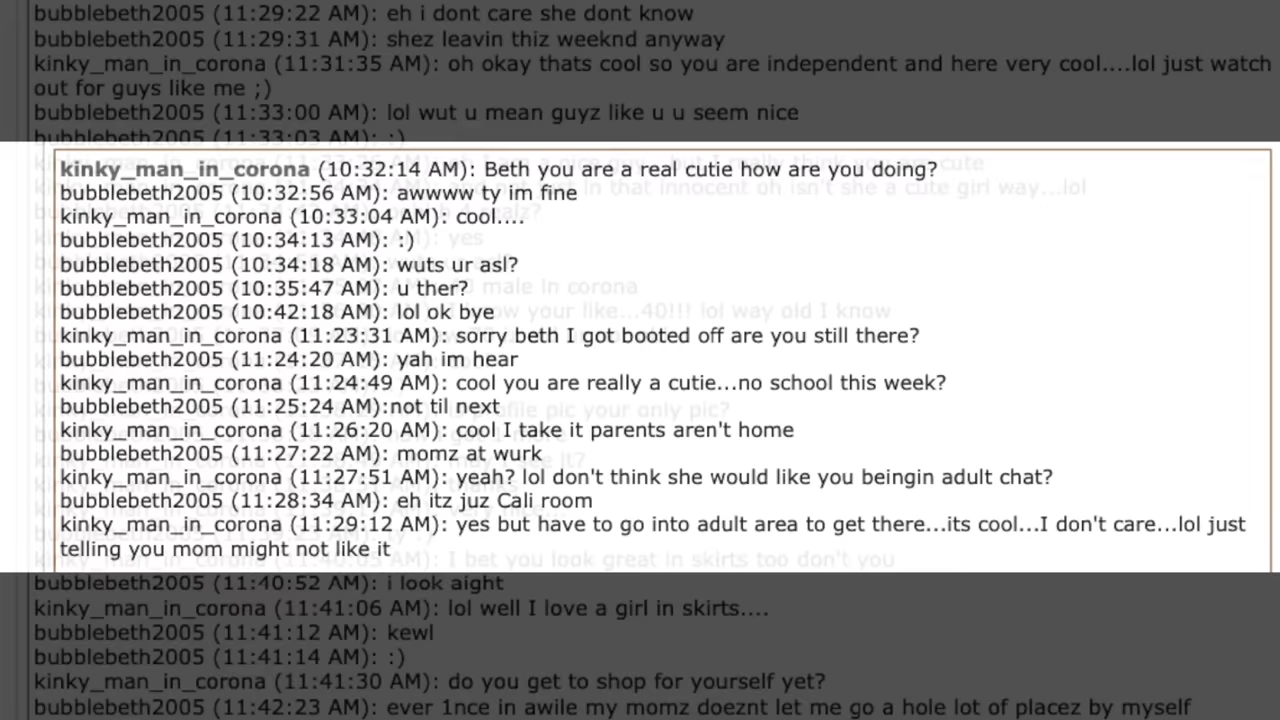 bubblebeth2005 (11:29:22 AM): eh i dont care she dont know
bubblebeth2005 (11:29:31 AM): shez leavin thiz weeknd anyway
kinky_man_in_corona (11:31:35 AM): oh okay thats cool so you are independent and here very cool....lol just watch
out for guys like me ;)
bubblebeth2005 (11:33:00 AM): lol wut u mean guyz like u u seem nice
bubblebeth2005 (11:33:03 AM): :)
kinky_man_in_corona (10:32:14 AM): Beth you are a real cutie how are you doing?
bubblebeth2005 (10:32:56 AM): awwww ty im fine
kinky_man_in_corona (10:33:04 AM): cool....
bubblebeth2005 (10:34:13 AM): :)
bubblebeth2005 (10:34:18 AM): wuts ur asl?
bubblebeth2005 (10:35:47 AM): u ther?
bubblebeth2005 (10:42:18 AM): lol ok bye
kinky_man_in_corona (11:23:31 AM): sorry beth I got booted off are you still there?
bubblebeth2005 (11:24:20 AM): yah im hear
kinky_man_in_corona (11:24:49 AM): cool you are really a cutie...no school this week?
bubblebeth2005 (11:25:24 AM):not til next
kinky_man_in_corona (11:26:20 AM): cool I take it parents aren't home
bubblebeth2005 (11:27:22 AM): momz at wurk
kinky_man_in_corona (11:27:51 AM): yeah? lol don't think she would like you beingin adult chat?
bubblebeth2005 (11:28:34 AM): eh itz juz Cali room
kinky_man_in_corona (11:29:12 AM): yes but have to go into adult area to get there...its cool...I don't care...lol just
telling you mom might not like it
bubblebeth2005 (11:40:52 AM): i look aight
kinky_man_in_corona (11:41:06 AM): lol well I love a girl in skirts....
bubblebeth2005 (11:41:12 AM): kewl
bubblebeth2005 (11:41:14 AM): :)
kinky_man_in_corona (11:41:30 AM): do you get to shop for yourself yet?
bubblebeth2005 (11:42:23 AM): ever 1nce in awile my momz doeznt let me go a hole lot of placez by myself